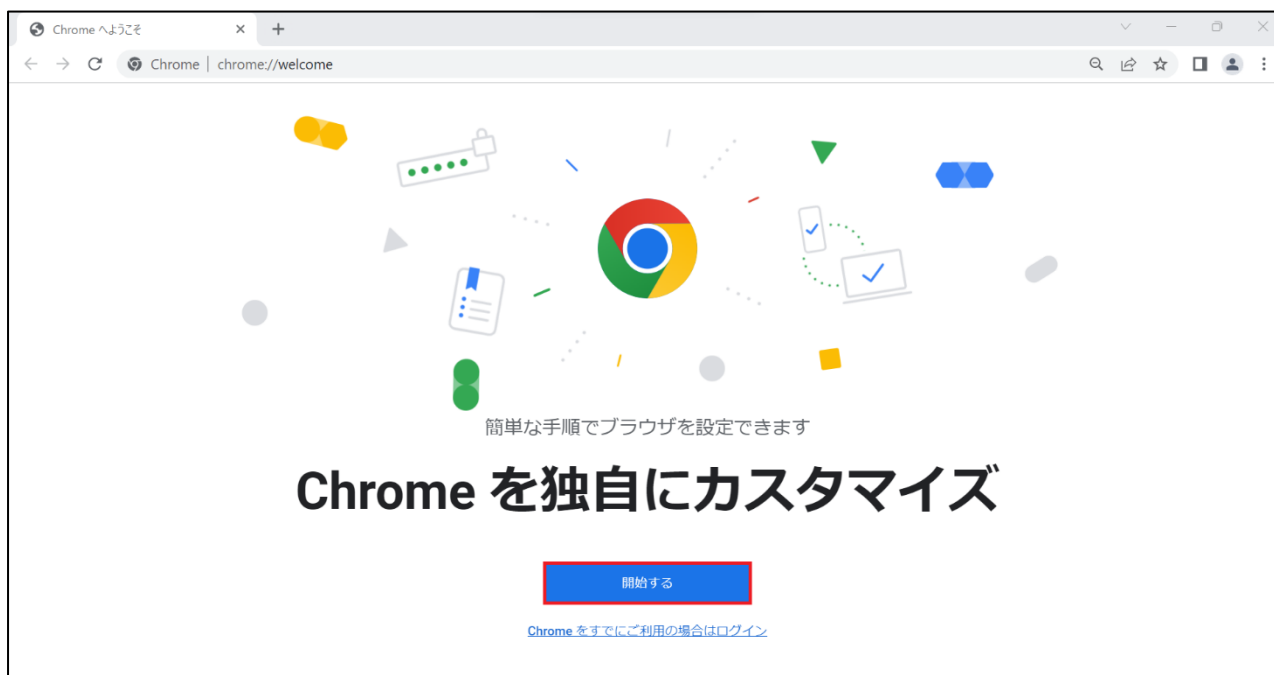 Chrome へようこそ
Chrome | chrome://welcome
簡単な手順でブラウザを設定できます
Chrome を独自にカスタマイズ
開始する
Chrome をすでにご利用の場合はログイン